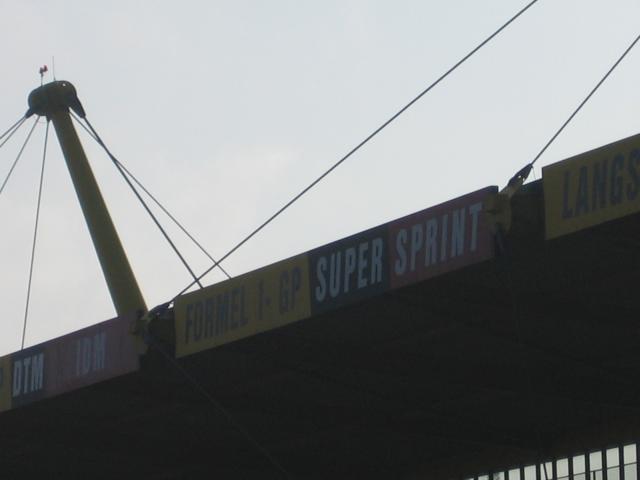 DTM IDM
FORMEL 1- GP SUPER SPRINT
LANGS